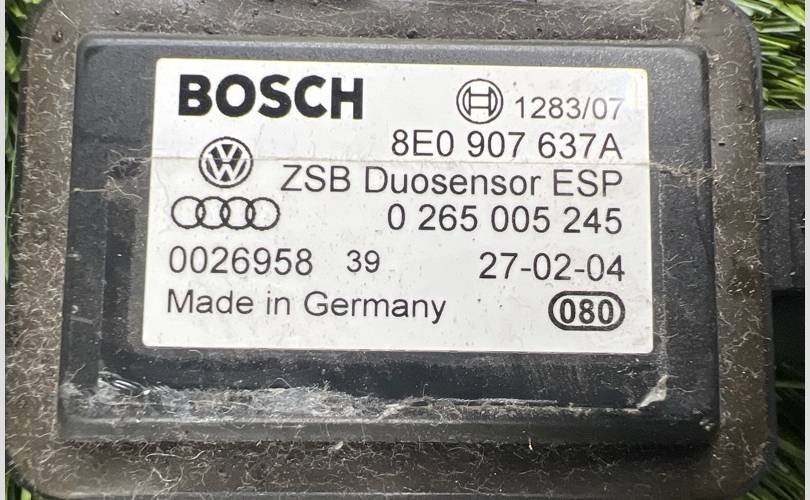 BOSCH 1283/07
8E0 907 637A
ZSB Duosensor ESP
0 265 005 245
0026958 39 27-02-04
Made in Germany 080